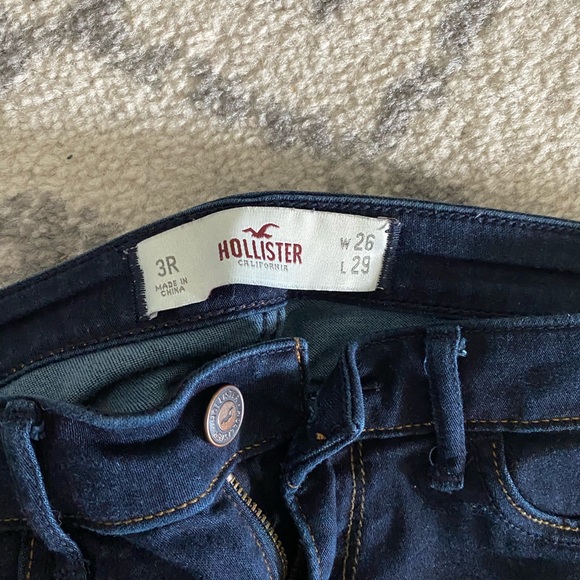 3R
MADE IN
CHINA
HOLLISTER
CALIFORNIA
W 26
L 29